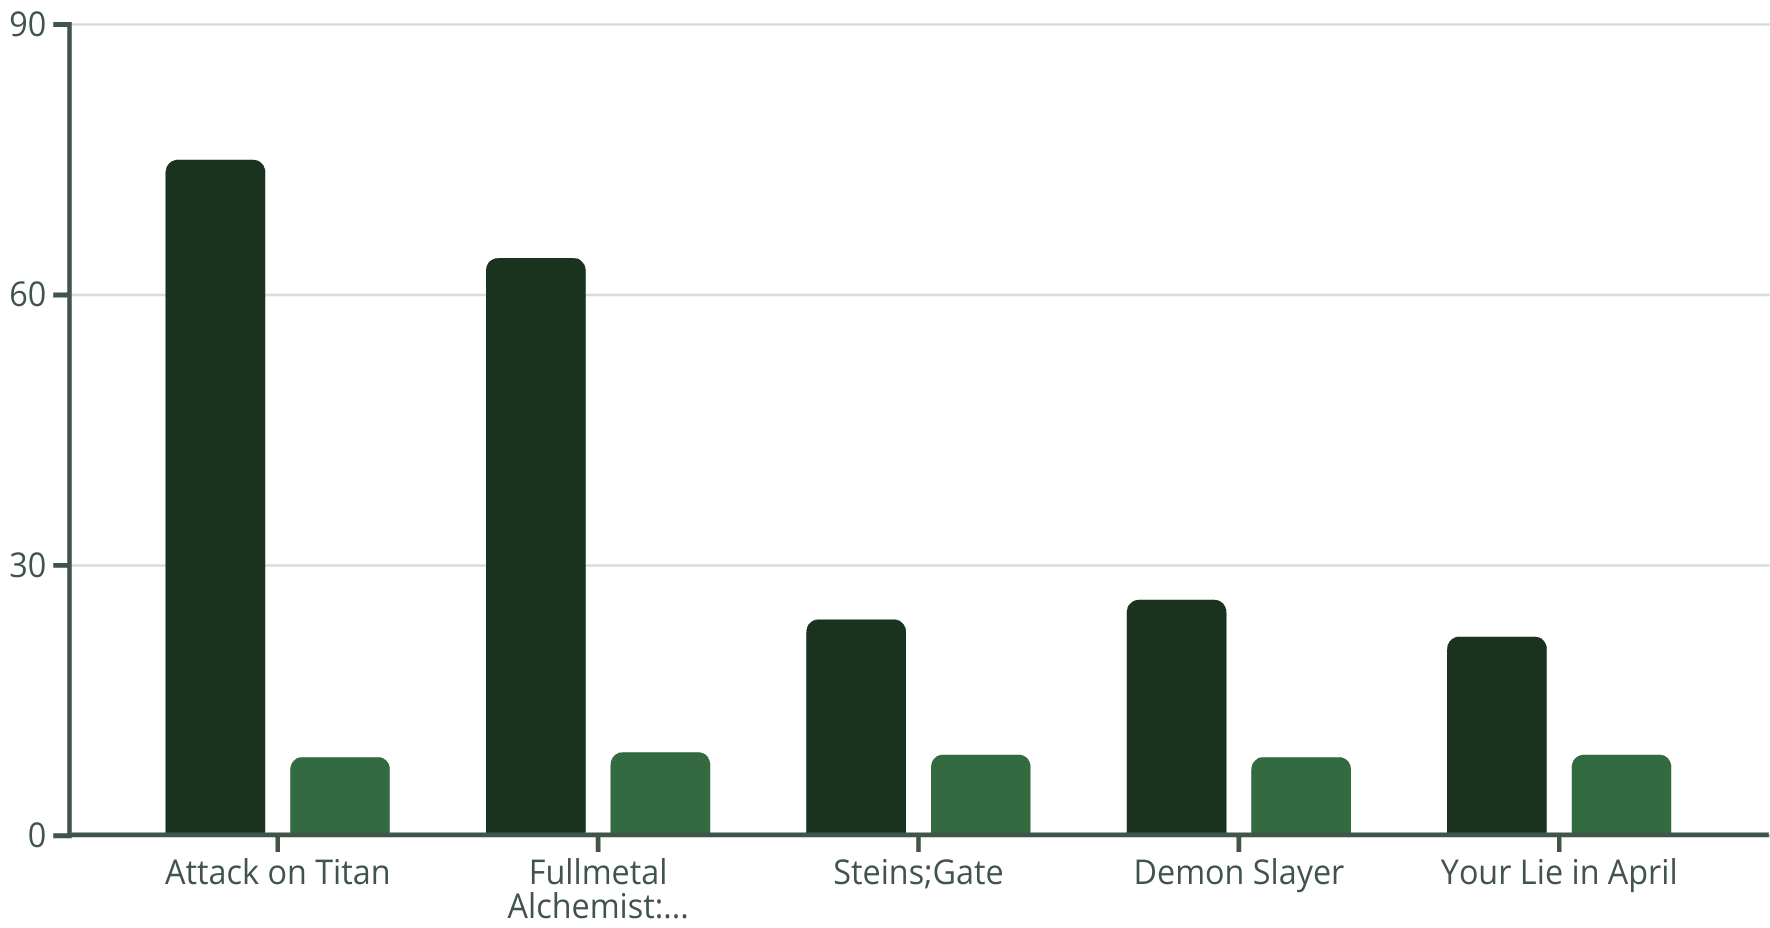 90
60
30
0
Attack on Titan
Fullmetal
Alchemist:...
Steins;Gate
Demon Slayer
Your Lie in April